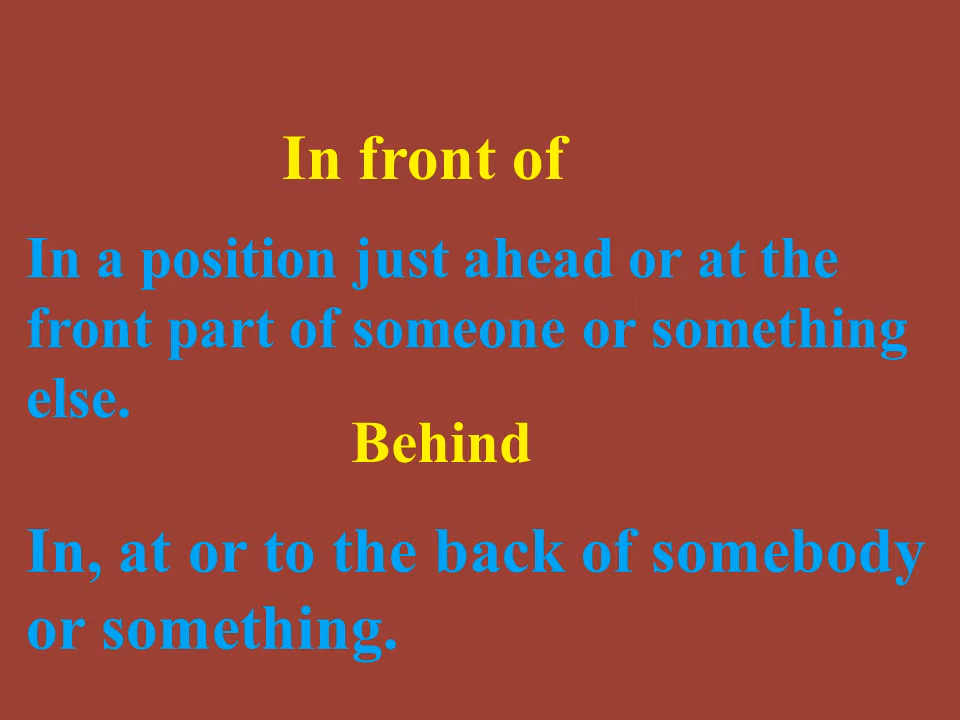 In front of
In a position just ahead or at the
front part of someone or something
else.
Behind
In, at or to the back of somebody
or something.